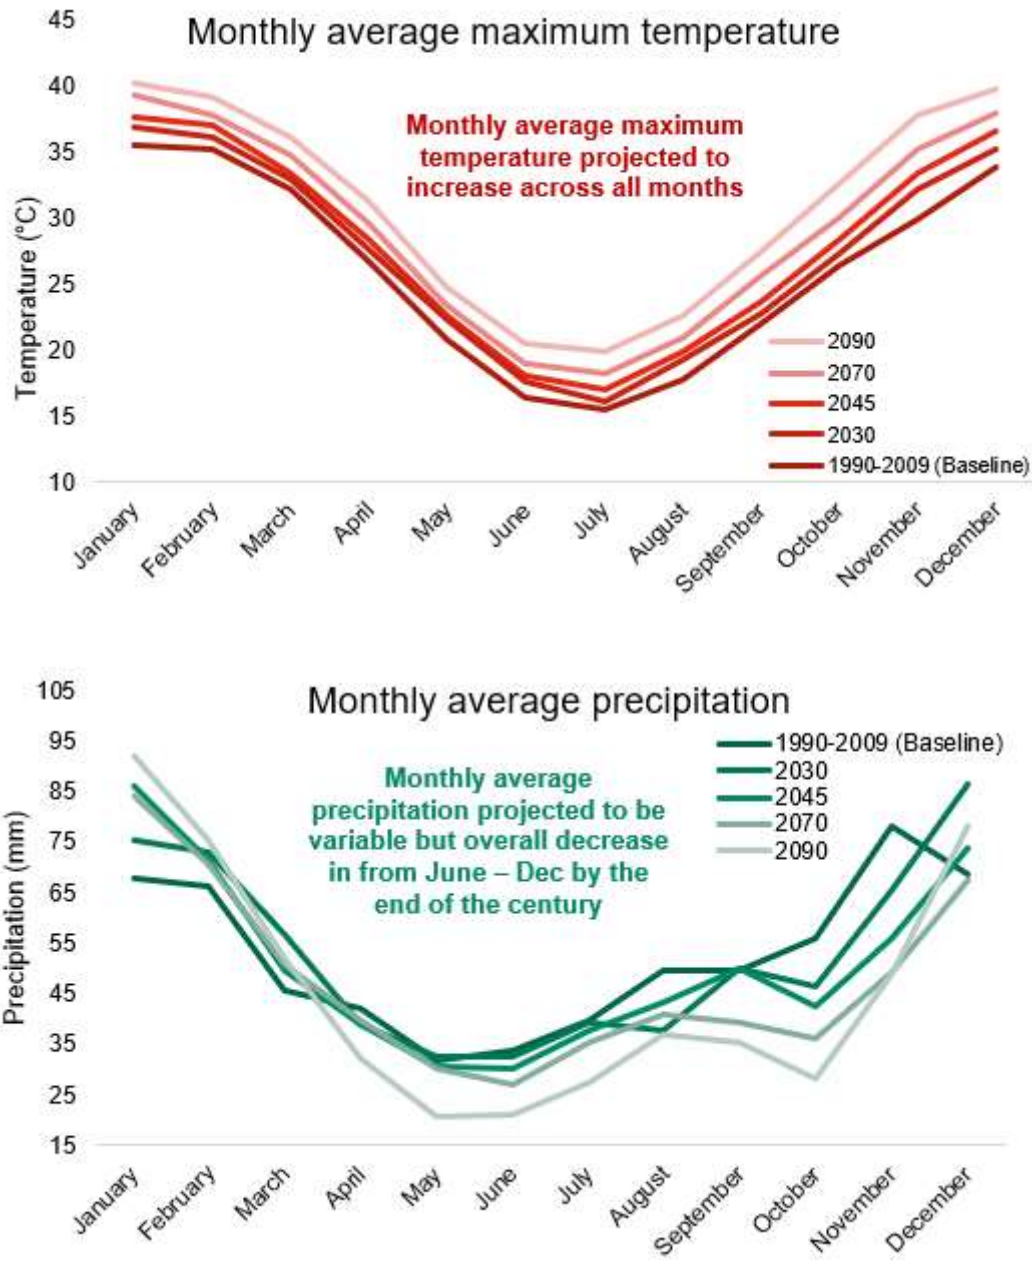 Monthly average maximum temperature
45
40
35
30
25
20
15
10
Temperature (°C)
Monthly average maximum
temperature projected to
increase across all months
2090
2070
2045
2030
1990-2009 (Baseline)
January
February
March
April
May
June
July
August
September
October
November
December
Monthly average precipitation
105
95
85
75
65
55
45
35
25
15
Precipitation (mm)
Monthly average
precipitation projected to be
variable but overall decrease
in from June – Dec by the
end of the century
1990-2009 (Baseline)
2030
2045
2070
2090
January
February
March
April
May
June
July
August
September
October
November
December